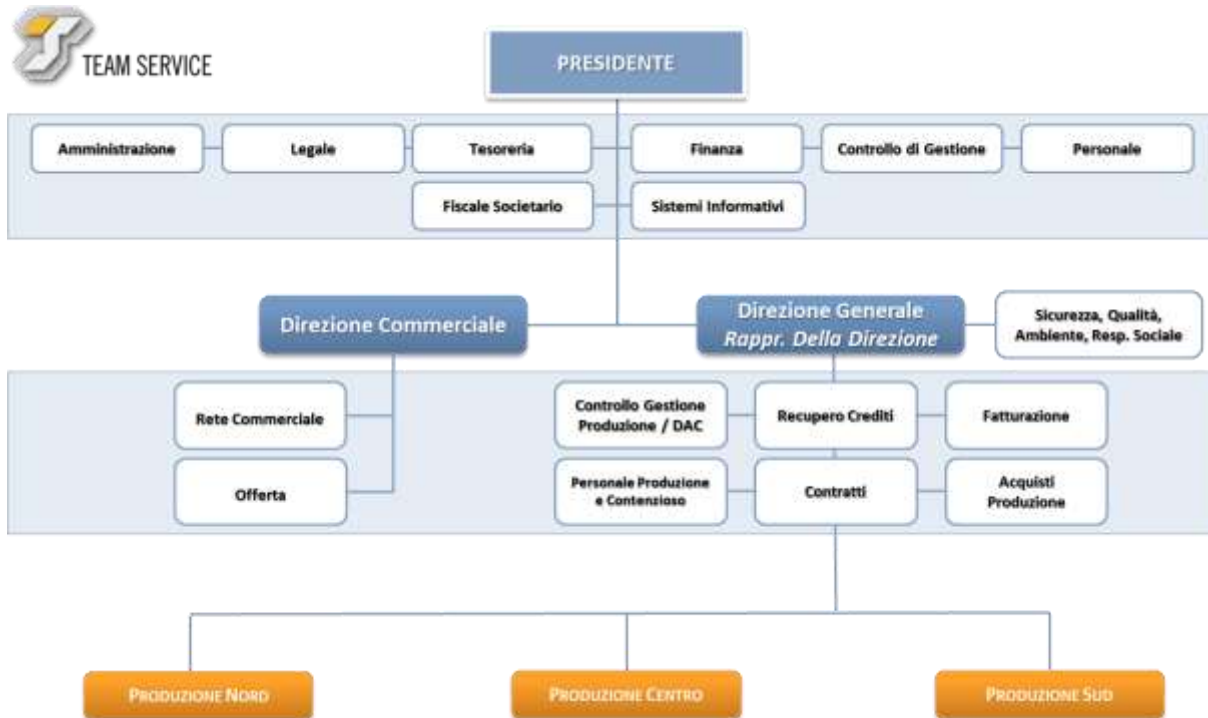 TEAM SERVICE
PRESIDENTE
Amministrazione
Legale
Tesoreria
Finanza
Controllo di Gestione
Personale
Fiscale Societario
Sistemi Informativi
Direzione Commerciale
Direzione Generale
Rappr. Della Direzione
Sicurezza, Qualità,
Ambiente, Resp. Sociale
Rete Commerciale
Controllo Gestione
Produzione / DAC
Recupero Crediti
Fatturazione
Offerta
Personale Produzione
e Contenzioso
Contratti
Acquisti
Produzione
PRODUZIONE NORD
PRODUZIONE CENTRO
PRODUZIONE SUD